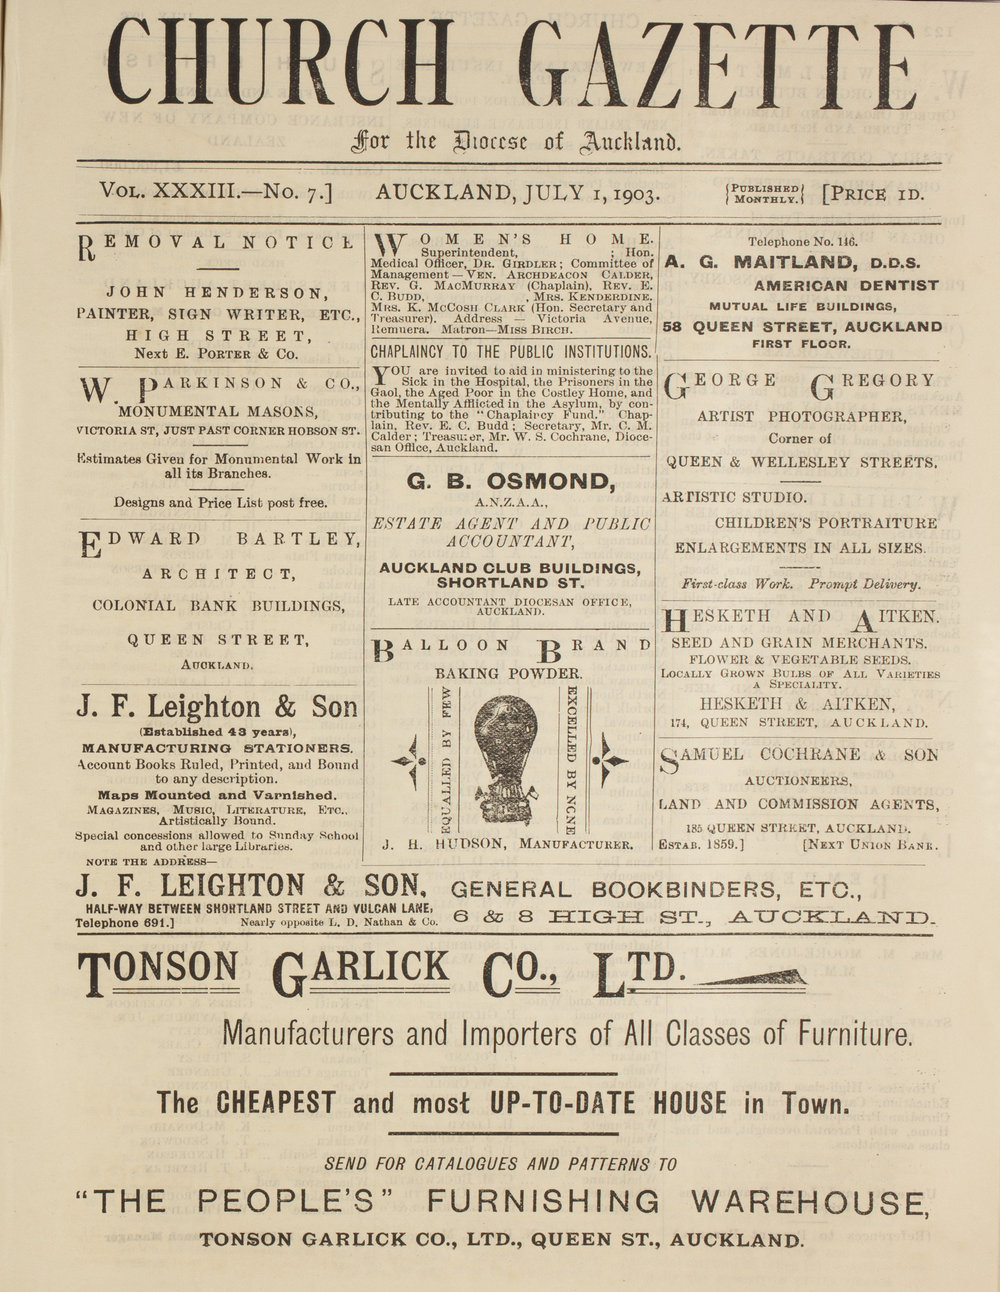 CHURCH GAZETTE
For the Diocese of Auckland.
VOL. XXXIII.—No. 7.] AUCKLAND, JULY 1, 1903. {PUBLISHED MONTHLY.} [PRICE 1D.
REMOVAL NOTICE
JOHN HENDERSON,
PAINTER, SIGN WRITER, ETC.,
HIGH STREET,
Next E. PORTER & Co.
W. PARKINSON & CO.,
MONUMENTAL MASONS,
VICTORIA ST, JUST PAST CORNER HOBSON ST.
Estimates Given for Monumental Work in
all its Branches.
Designs and Price List post free.
EDWARD BARTLEY,
ARCHITECT,
COLONIAL BANK BUILDINGS,
QUEEN STREET,
AUCKLAND.
J. F. Leighton & Son
(Established 43 years),
MANUFACTURING STATIONERS.
Account Books Ruled, Printed, and Bound
to any description.
Maps Mounted and Varnished.
MAGAZINES, MUSIC, LITERATURE, ETC.,
Artistically Bound.
Special concessions allowed to Sunday School
and other large Libraries.
NOTE THE ADDRESS—
WOMEN'S HOME.
Superintendent, ; Hon.
Medical Officer, DR. GIRDLER; Committee of
Management—VEN. ARCHDEACON CALDER,
REV. G. MACMURRAY (Chaplain), REV. E.
C. BUDD, , MRS. KENDERDINE.
MRS. K. MCCOSH CLARK (Hon. Secretary and
Treasurer). Address — Victoria Avenue,
Remuera. Matron—MISS BIRCH.
CHAPLAINCY TO THE PUBLIC INSTITUTIONS.
YOU are invited to aid in ministering to the
Sick in the Hospital, the Prisoners in the
Gaol, the Aged Poor in the Costley Home, and
the Mentally Afflicted in the Asylum, by con-
tributing to the "Chaplaincy Fund." Chap-
lain, Rev. E. C. Budd; Secretary, Mr. C. M.
Calder; Treasurer, Mr. W. S. Cochrane, Dioce-
san Office, Auckland.
G. B. OSMOND,
A.N.Z.A.A.,
ESTATE AGENT AND PUBLIC
ACCOUNTANT,
AUCKLAND CLUB BUILDINGS,
SHORTLAND ST.
LATE ACCOUNTANT DIOCESAN OFFICE,
AUCKLAND.
BALLOON BRAND
BAKING POWDER.
EQUALLED BY FEW
EXCELLED BY NONE
J. H. HUDSON, MANUFACTURER.
Telephone No. 146.
A. G. MAITLAND, D.D.S.
AMERICAN DENTIST
MUTUAL LIFE BUILDINGS,
58 QUEEN STREET, AUCKLAND
FIRST FLOOR.
GEORGE GREGORY
ARTIST PHOTOGRAPHER,
Corner of
QUEEN & WELLESLEY STREETS.
ARTISTIC STUDIO.
CHILDREN'S PORTRAITURE
ENLARGEMENTS IN ALL SIZES.
First-class Work. Prompt Delivery.
HESKETH AND AITKEN.
SEED AND GRAIN MERCHANTS.
FLOWER & VEGETABLE SEEDS.
LOCALLY GROWN BULBS OF ALL VARIETIES
A SPECIALITY.
HESKETH & AITKEN,
174, QUEEN STREET, AUCKLAND.
SAMUEL COCHRANE & SON
AUCTIONEERS,
LAND AND COMMISSION AGENTS,
185 QUEEN STREET, AUCKLAND.
ESTAB. 1859.] [NEXT UNION BANK.
J. F. LEIGHTON & SON, GENERAL BOOKBINDERS, ETC.,
HALF-WAY BETWEEN SHORTLAND STREET AND VULCAN LANE,
Telephone 691.] Nearly opposite L. D. Nathan & Co.
6 & 8 HIGH ST., AUCKLAND.
TONSON GARLICK CO., LTD.
Manufacturers and Importers of All Classes of Furniture.
The CHEAPEST and most UP-TO-DATE HOUSE in Town.
SEND FOR CATALOGUES AND PATTERNS TO
"THE PEOPLE'S" FURNISHING WAREHOUSE,
TONSON GARLICK CO., LTD., QUEEN ST., AUCKLAND.